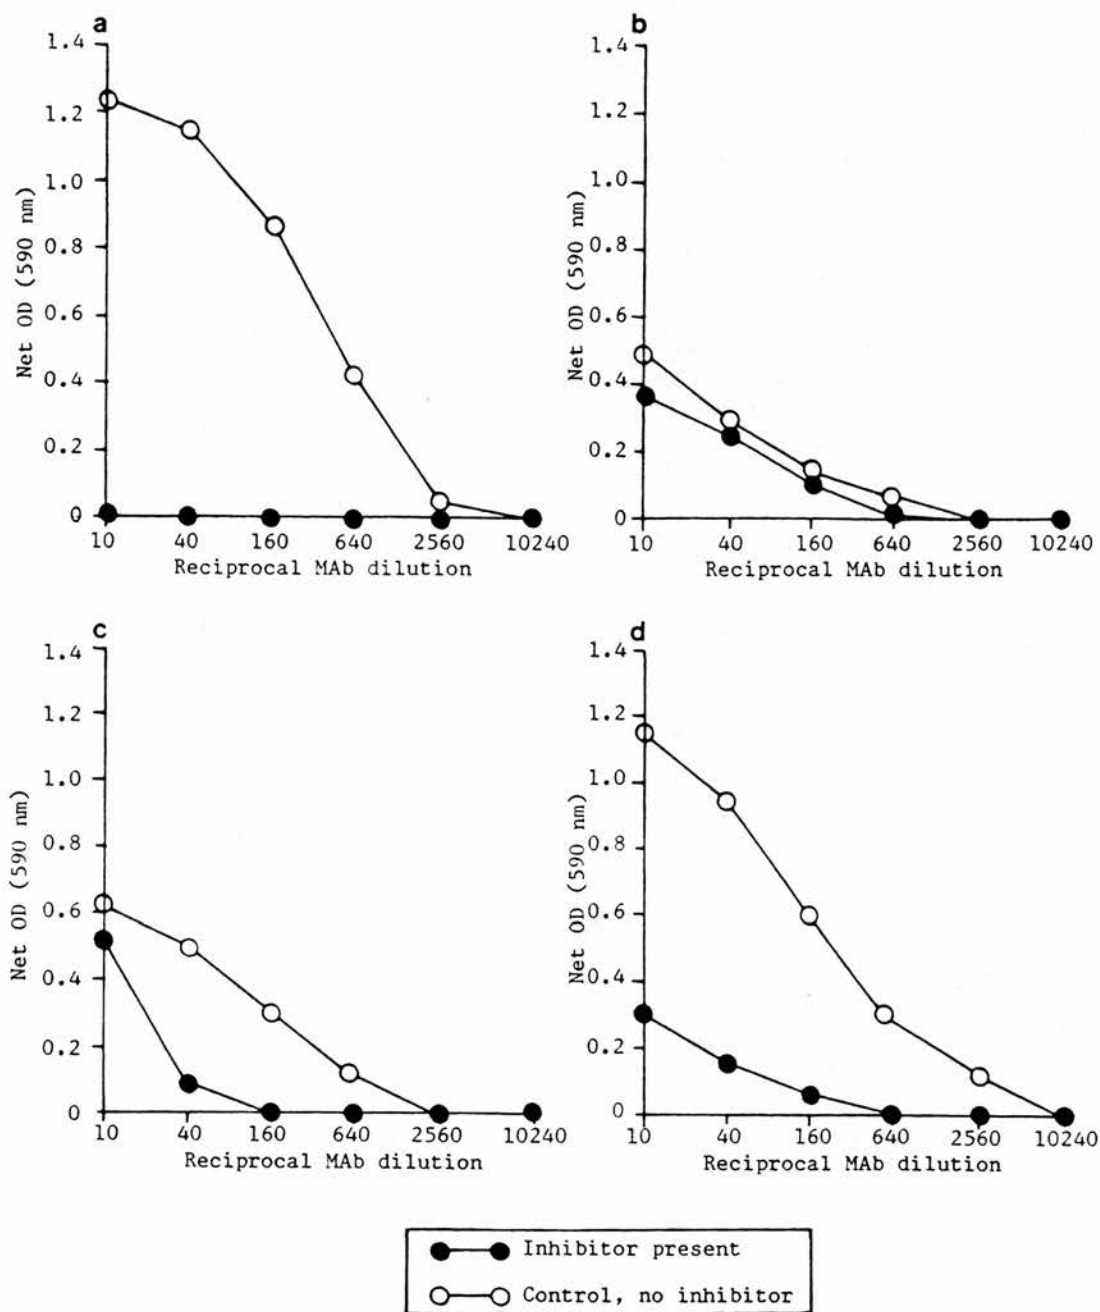 a
1.4
1.2
1.0
0.8
0.6
0.4
0.2
0
Net OD (590 nm)
10 40 160 640 2560 10240
Reciprocal MAb dilution
b
1.4
1.2
1.0
0.8
0.6
0.4
0.2
0
Net OD (590 nm)
10 40 160 640 2560 10240
Reciprocal MAb dilution
c
1.4
1.2
1.0
0.8
0.6
0.4
0.2
0
Net OD (590 nm)
10 40 160 640 2560 10240
Reciprocal MAb dilution
d
1.4
1.2
1.0
0.8
0.6
0.4
0.2
0
Net OD (590 nm)
10 40 160 640 2560 10240
Reciprocal MAb dilution
Inhibitor present
Control, no inhibitor